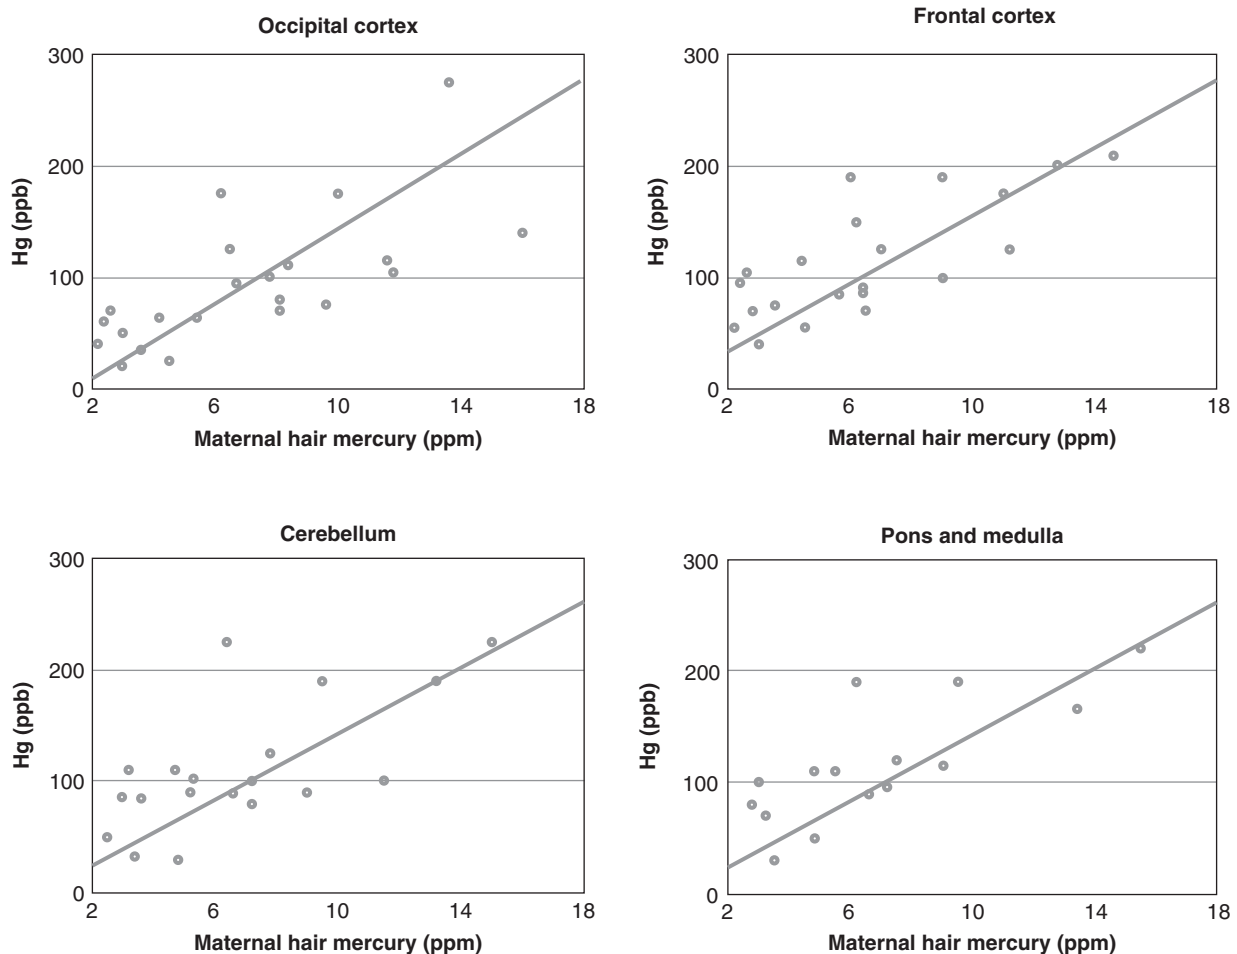 Occipital cortex
300
200
100
0
Hg (ppb)
2 6 10 14 18
Maternal hair mercury (ppm)
Frontal cortex
300
200
100
0
Hg (ppb)
2 6 10 14 18
Maternal hair mercury (ppm)
Cerebellum
300
200
100
0
Hg (ppb)
2 6 10 14 18
Maternal hair mercury (ppm)
Pons and medulla
300
200
100
0
Hg (ppb)
2 6 10 14 18
Maternal hair mercury (ppm)